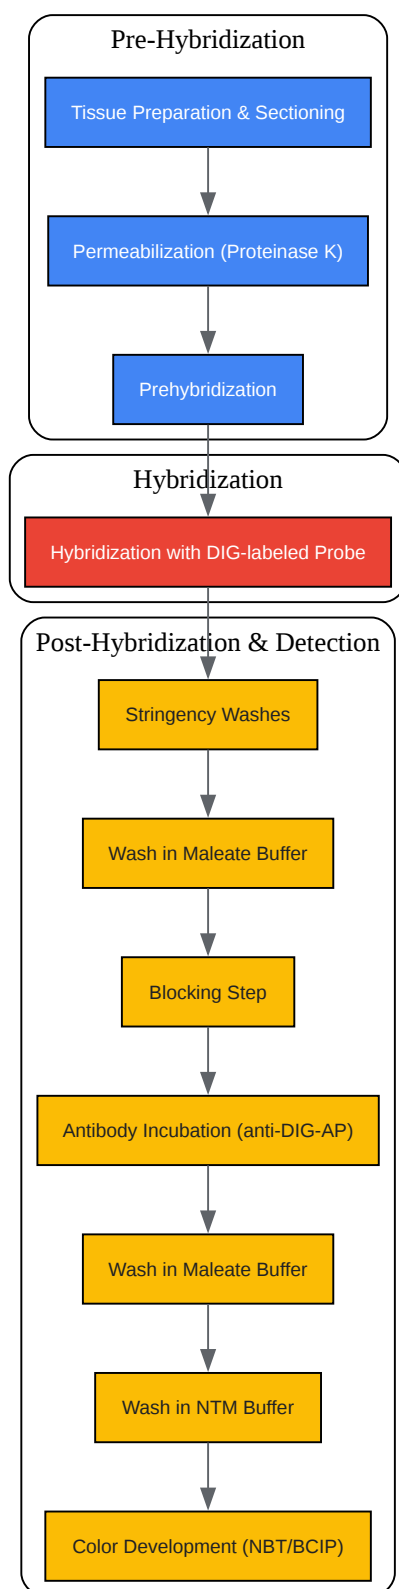 Pre-Hybridization
Tissue Preparation & Sectioning
Permeabilization (Proteinase K)
Prehybridization
Hybridization
Hybridization with DIG-labeled Probe
Post-Hybridization & Detection
Stringency Washes
Wash in Maleate Buffer
Blocking Step
Antibody Incubation (anti-DIG-AP)
Wash in Maleate Buffer
Wash in NTM Buffer
Color Development (NBT/BCIP)